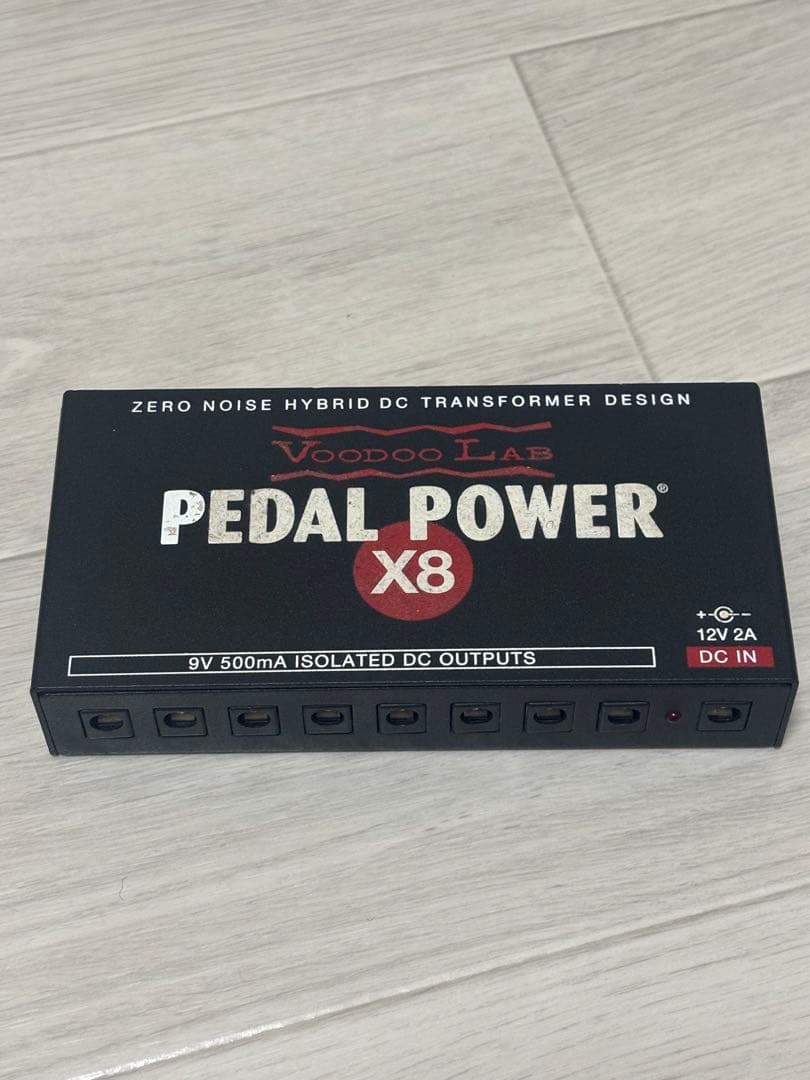 ZERO NOISE HYBRID DC TRANSFORMER DESIGN
VOODOO LAB
PEDAL POWER®
X8
+ -
12V 2A
9V 500mA ISOLATED DC OUTPUTS
DC IN